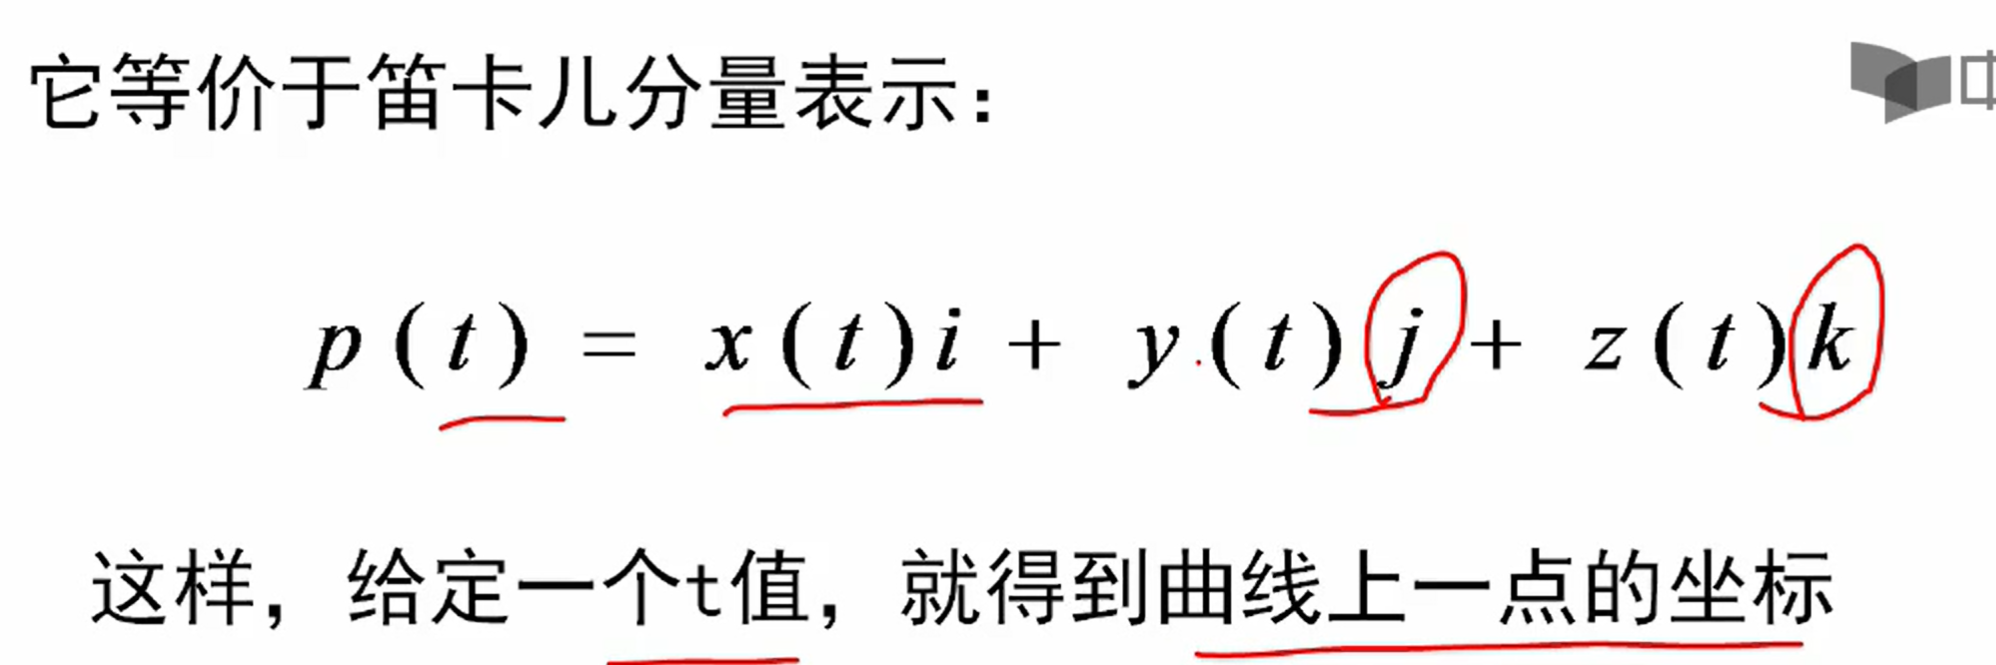 它等价于笛卡儿分量表示：
中
p(t) = x(t)i + y(t)j + z(t)k
这样，给定一个t值，就得到曲线上一点的坐标